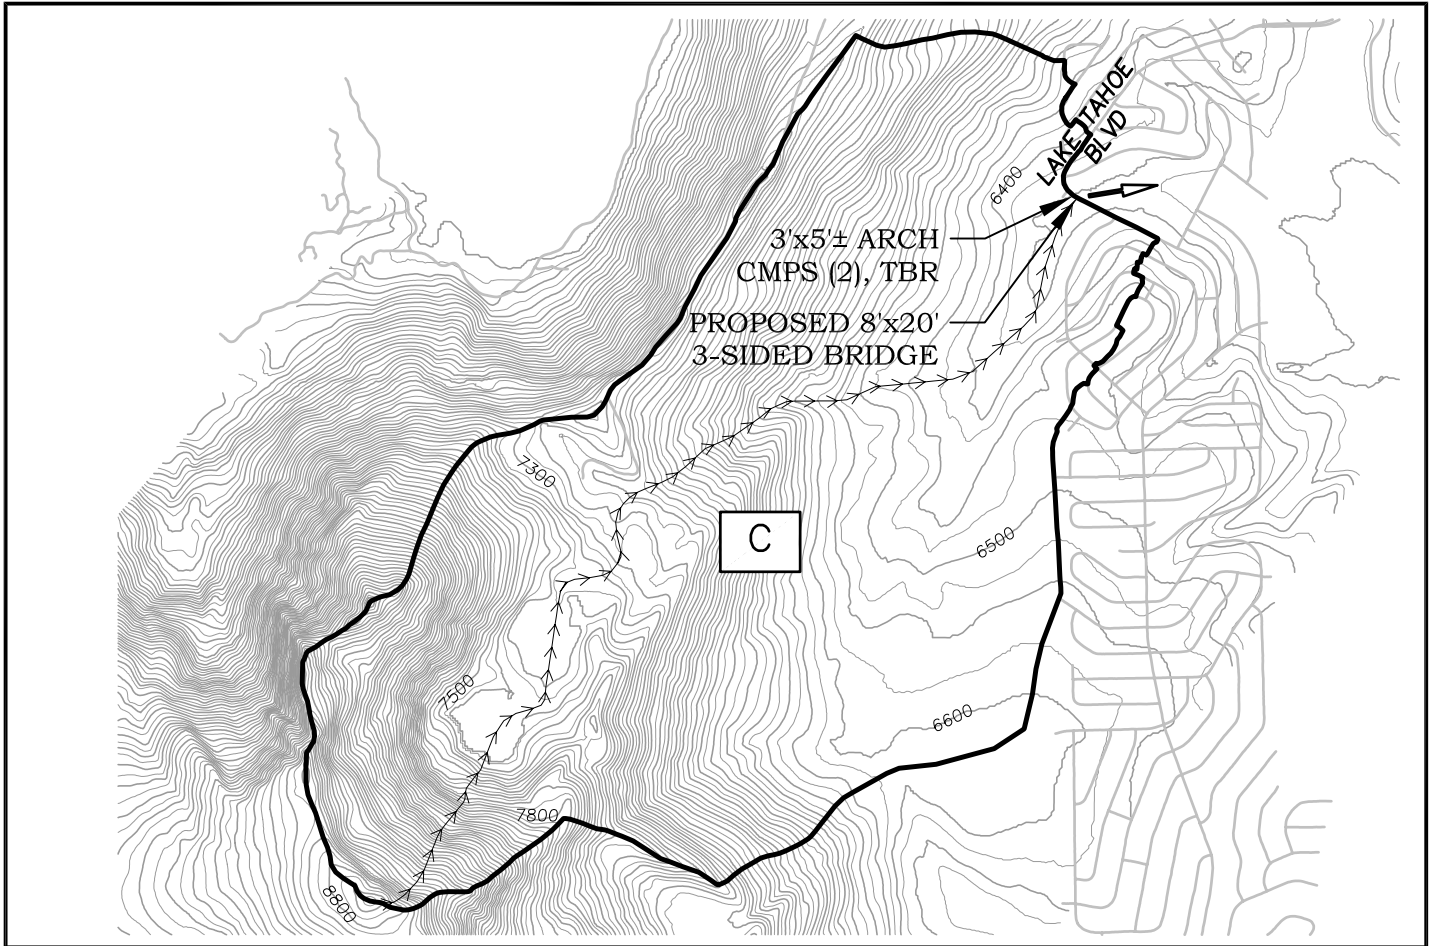 LAKE TAHOE
BLVD
6400
3'x5'± ARCH
CMPS (2), TBR
PROPOSED 8'x20'
3-SIDED BRIDGE
7300
C
6500
7500
6600
7800
8800